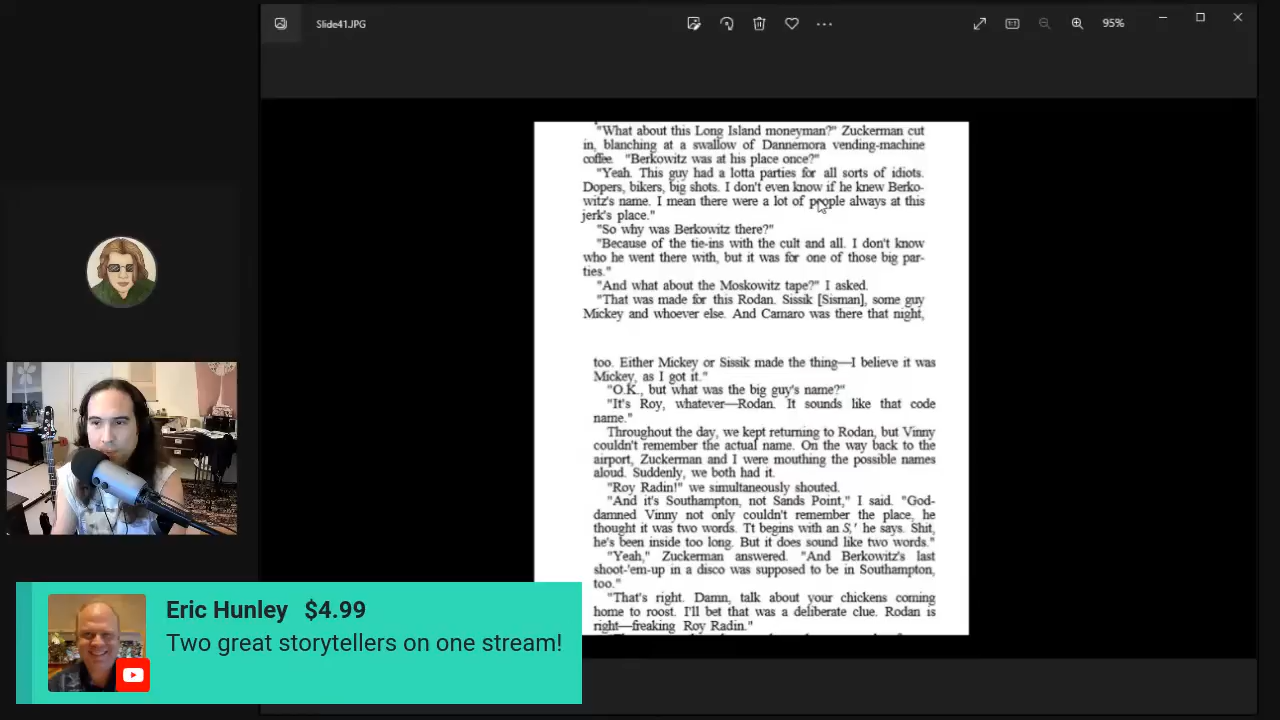 Slide41.JPG
95%
"What about this Long Island moneyman?" Zuckerman cut
in, blanching at a swallow of Dannemora vending-machine
coffee. "Berkowitz was at his place once?"
"Yeah. This guy had a lotta parties for all sorts of idiots.
Dopers, bikers, big shots. I don't even know if he knew Berko-
witz's name. I mean there were a lot of people always at this
jerk's place."
"So why was Berkowitz there?"
"Because of the tie-ins with the cult and all. I don't know
who he went there with, but it was for one of those big par-
ties."
"And what about the Moskowitz tape?" I asked.
"That was made for this Rodan. Sissik [Sisman], some guy
Mickey and whoever else. And Camaro was there that night,
too. Either Mickey or Sissik made the thing—I believe it was
Mickey, as I got it."
"O.K., but what was the big guy's name?"
"It's Roy, whatever—Rodan. It sounds like that code
name."
Throughout the day, we kept returning to Rodan, but Vinny
couldn't remember the actual name. On the way back to the
airport, Zuckerman and I were mouthing the possible names
aloud. Suddenly, we both had it.
"Roy Radin!" we simultaneously shouted.
"And it's Southampton, not Sands Point," I said. "God-
damned Vinny not only couldn't remember the place, he
thought it was two words. Tt begins with an S,' he says. Shit,
he's been inside too long. But it does sound like two words."
"Yeah," Zuckerman answered. "And Berkowitz's last
shoot-'em-up in a disco was supposed to be in Southampton,
too."
"That's right. Damn, talk about your chickens coming
home to roost. I'll bet that was a deliberate clue. Rodan is
right—freaking Roy Radin."
Eric Hunley $4.99
Two great storytellers on one stream!